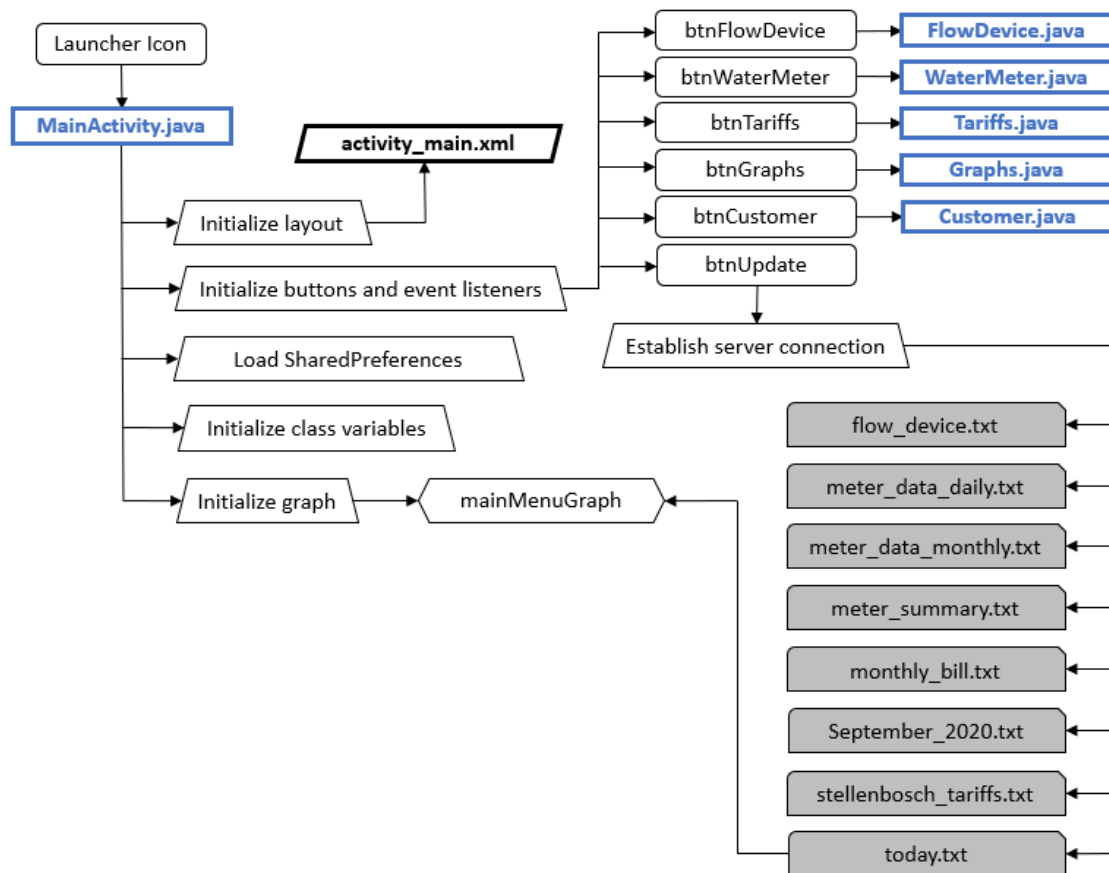 Launcher Icon
MainActivity.java
activity_main.xml
Initialize layout
Initialize buttons and event listeners
Load SharedPreferences
Initialize class variables
Initialize graph
mainMenuGraph
btnFlowDevice
FlowDevice.java
btnWaterMeter
WaterMeter.java
btnTariffs
Tariffs.java
btnGraphs
Graphs.java
btnCustomer
Customer.java
btnUpdate
Establish server connection
flow_device.txt
meter_data_daily.txt
meter_data_monthly.txt
meter_summary.txt
monthly_bill.txt
September_2020.txt
stellenbosch_tariffs.txt
today.txt